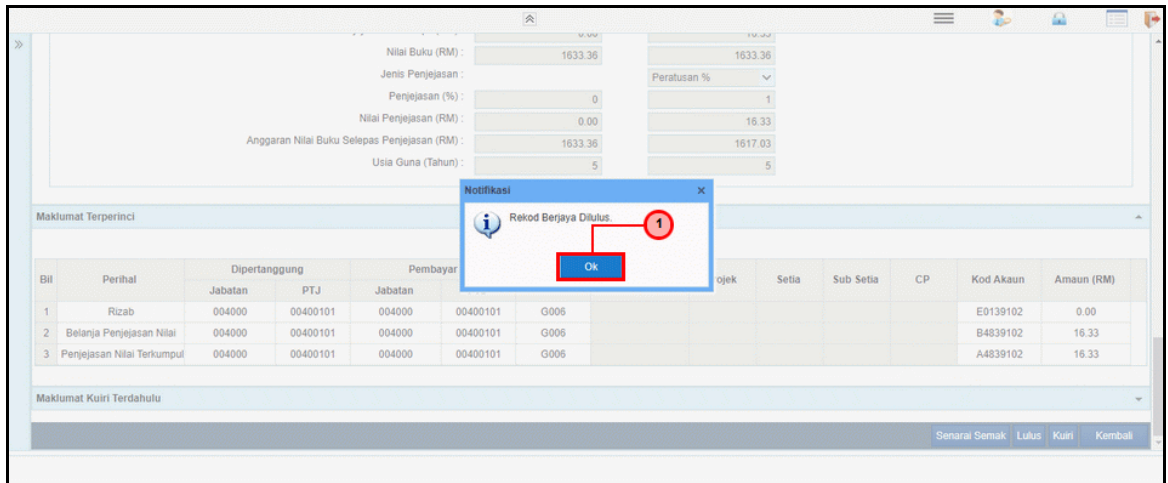 0.00 16.33
Nilai Buku (RM) : 1633.36 1633.36
Jenis Penjejasan : Peratusan %
Penjejasan (%) : 0 1
Nilai Penjejasan (RM) : 0.00 16.33
Anggaran Nilai Buku Selepas Penjejasan (RM) : 1633.36 1617.03
Usia Guna (Tahun) : 5 5
Notifikasi x
Rekod Berjaya Dilulus.
1
Ok
Maklumat Terperinci
Bil Perihal Dipertanggung Pembayar Setia Sub Setia CP Kod Akaun Amaun (RM)
Jabatan PTJ Jabatan
1 Rizab 004000 00400101 004000 00400101 G006 E0139102 0.00
2 Belanja Penjejasan Nilai 004000 00400101 004000 00400101 G006 B4839102 16.33
3 Penjejasan Nilai Terkumpul 004000 00400101 004000 00400101 G006 A4839102 16.33
Maklumat Kuiri Terdahulu
Senarai Semak Lulus Kuiri Kembali